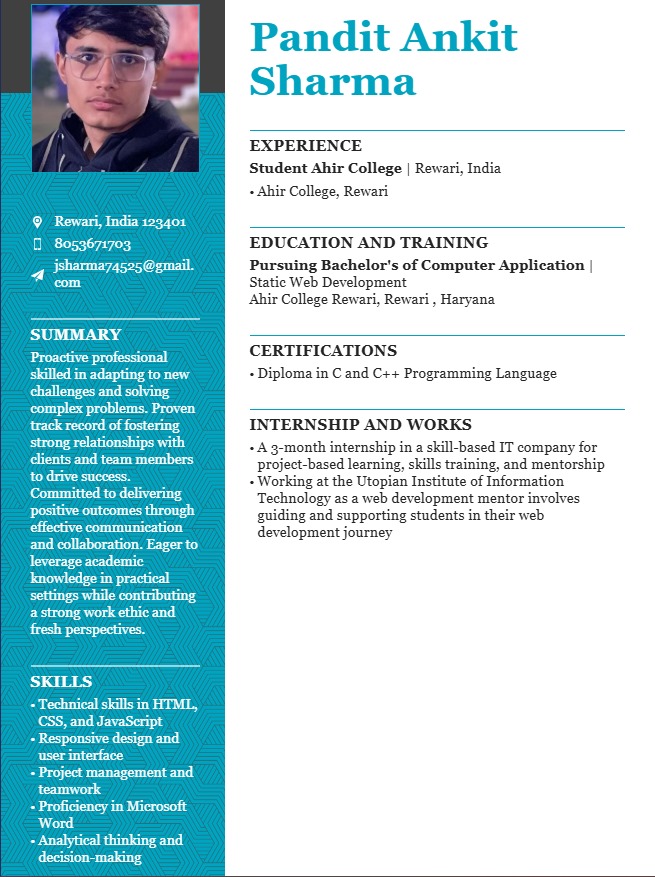 Pandit Ankit
Sharma
Rewari, India 123401
8053671703
jsharma74525@gmail.
com
SUMMARY
Proactive professional
skilled in adapting to new
challenges and solving
complex problems. Proven
track record of fostering
strong relationships with
clients and team members
to drive success.
Committed to delivering
positive outcomes through
effective communication
and collaboration. Eager to
leverage academic
knowledge in practical
settings while contributing
a strong work ethic and
fresh perspectives.
SKILLS
• Technical skills in HTML,
CSS, and JavaScript
• Responsive design and
user interface
• Project management and
teamwork
• Proficiency in Microsoft
Word
• Analytical thinking and
decision-making
EXPERIENCE
Student Ahir College | Rewari, India
• Ahir College, Rewari
EDUCATION AND TRAINING
Pursuing Bachelor's of Computer Application |
Static Web Development
Ahir College Rewari, Rewari , Haryana
CERTIFICATIONS
• Diploma in C and C++ Programming Language
INTERNSHIP AND WORKS
• A 3-month internship in a skill-based IT company for
project-based learning, skills training, and mentorship
• Working at the Utopian Institute of Information
Technology as a web development mentor involves
guiding and supporting students in their web
development journey